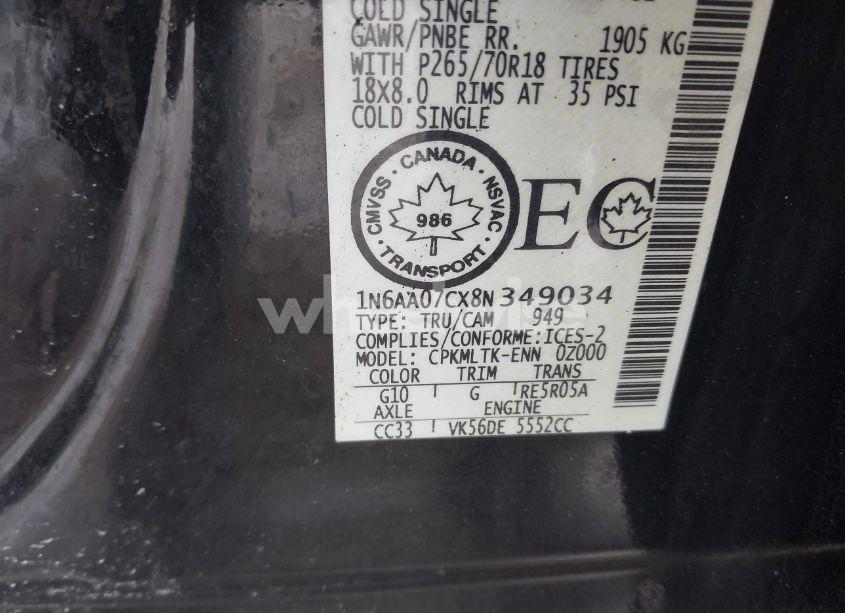 COLD SINGLE
GAWR/PNBE RR. 1905 KG
WITH P265/70R18 TIRES
18X8.0 RIMS AT 35 PSI
COLD SINGLE
CANADA
CMVSS NSVAC
986
TRANSPORT
EC
1N6AA07CX8N349034
TYPE: TRU/CAM 949
COMPLIES/CONFORME:ICES-2
MODEL: CPKMLTK-ENN 0Z000
COLOR TRIM TRANS
G10 G RE5R05A
AXLE ENGINE
CC33 VK56DE 5552CC